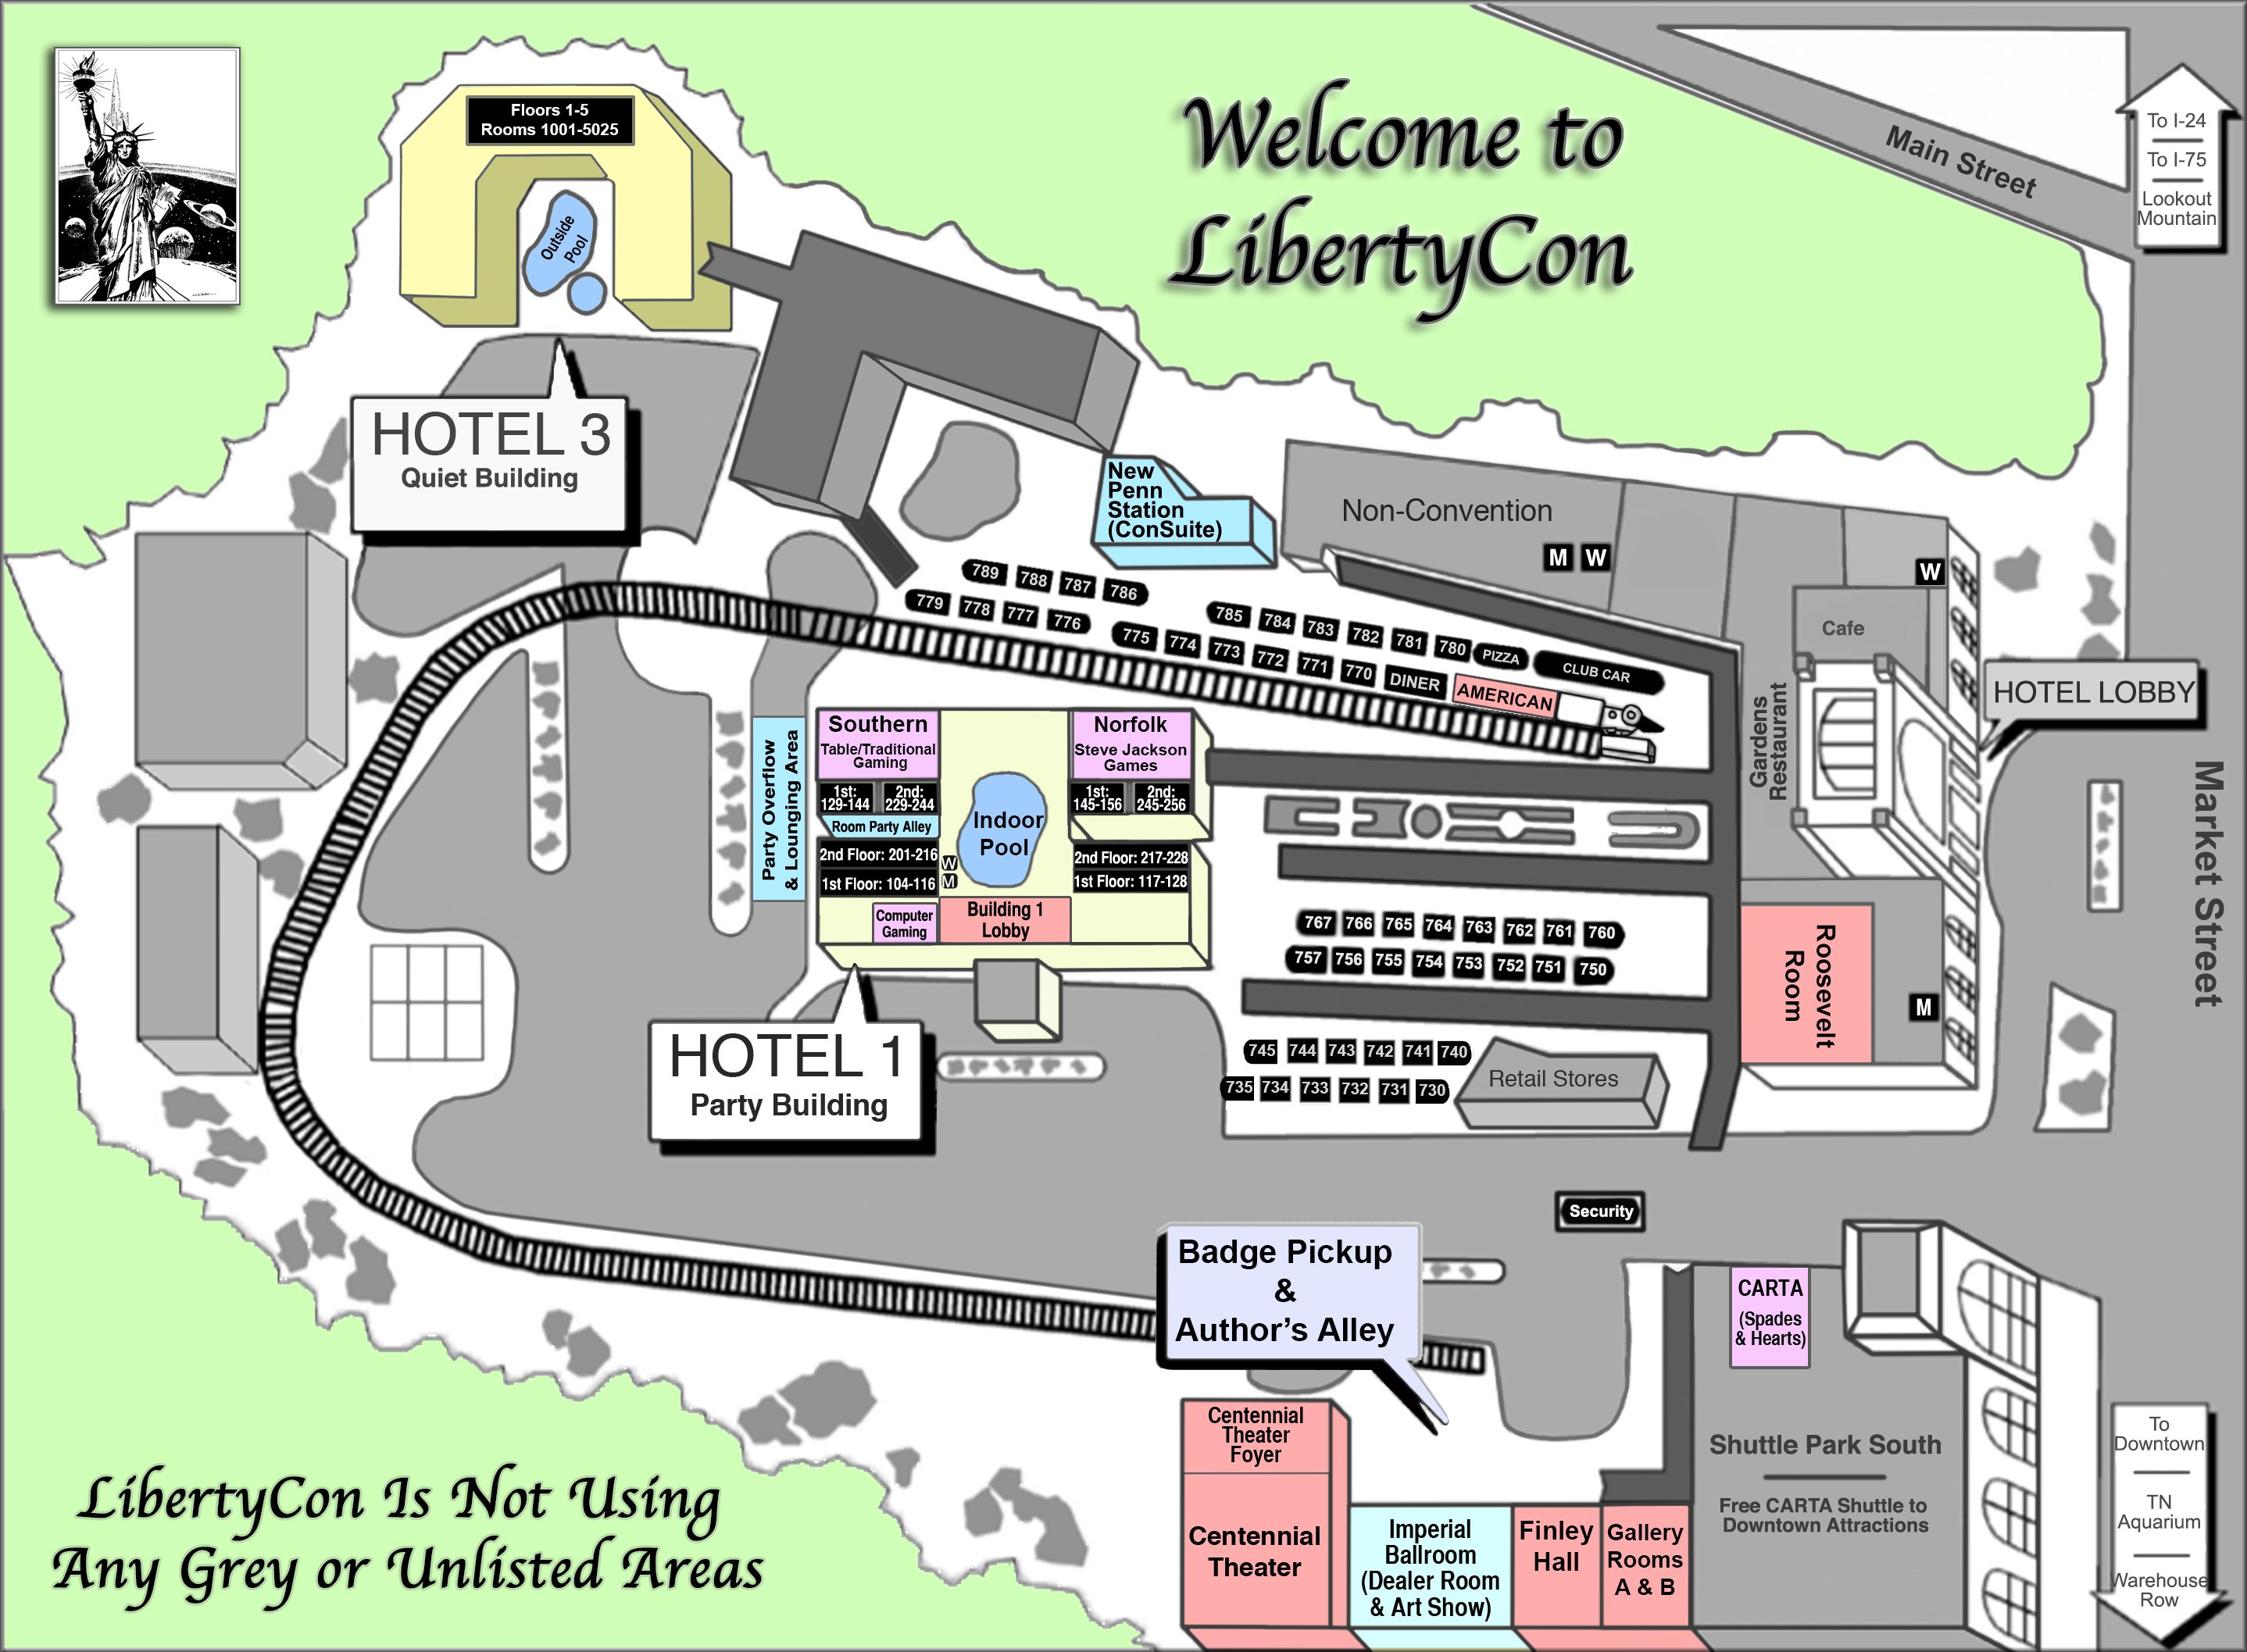 Welcome to
LibertyCon
Floors 1-5
Rooms 1001-5025
Outside
Pool
HOTEL 3
Quiet Building
Main Street
To I-24
To I-75
Lookout
Mountain
New
Penn
Station
(ConSuite)
Non-Convention
M W
W
Cafe
HOTEL LOBBY
Gardens
Restaurant
Market Street
789 788 787 786
779 778 777 776
785 784 783 782 781 780 PIZZA CLUB CAR
775 774 773 772 771 770 DINER AMERICAN
Party Overflow
& Lounging Area
Southern
Table/Traditional
Gaming
1st:
129-144
2nd:
229-244
Room Party Alley
2nd Floor: 201-216
1st Floor: 104-116
W
M
Computer
Gaming
Indoor
Pool
Building 1
Lobby
Norfolk
Steve Jackson
Games
1st:
145-156
2nd:
245-256
2nd Floor: 217-228
1st Floor: 117-128
HOTEL 1
Party Building
767 766 765 764 763 762 761 760
757 756 755 754 753 752 751 750
745 744 743 742 741 740
735 734 733 732 731 730
Retail Stores
Roosevelt
Room
M
Security
Badge Pickup
&
Author's Alley
CARTA
(Spades
& Hearts)
Shuttle Park South
Free CARTA Shuttle to
Downtown Attractions
Centennial
Theater
Foyer
Centennial
Theater
Imperial
Ballroom
(Dealer Room
& Art Show)
Finley
Hall
Gallery
Rooms
A & B
To
Downtown
TN
Aquarium
Warehouse
Row
LibertyCon Is Not Using
Any Grey or Unlisted Areas